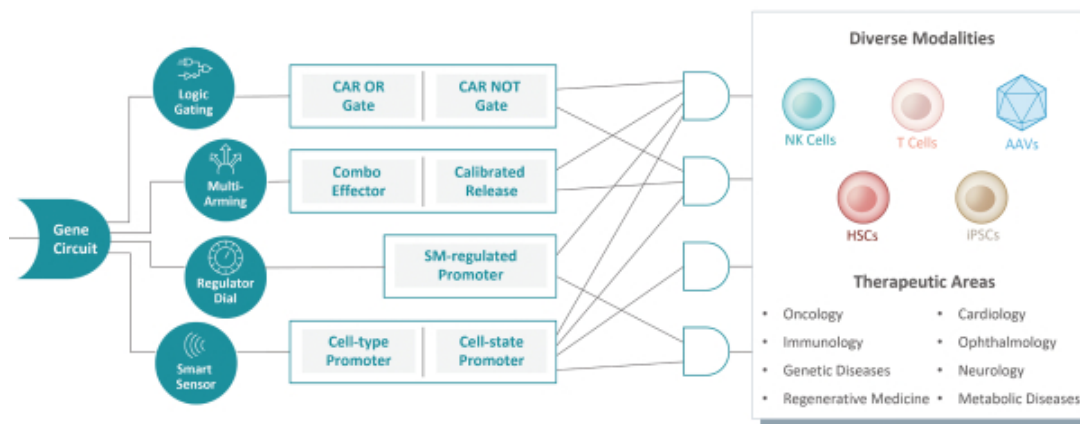 Gene
Circuit
Logic
Gating
Multi-
Arming
Regulator
Dial
Smart
Sensor
CAR OR
Gate
CAR NOT
Gate
Combo
Effector
Calibrated
Release
SM-regulated
Promoter
Cell-type
Promoter
Cell-state
Promoter
Diverse Modalities
NK Cells
T Cells
AAVs
HSCs
iPSCs
Therapeutic Areas
• Oncology
• Immunology
• Genetic Diseases
• Regenerative Medicine
• Cardiology
• Ophthalmology
• Neurology
• Metabolic Diseases